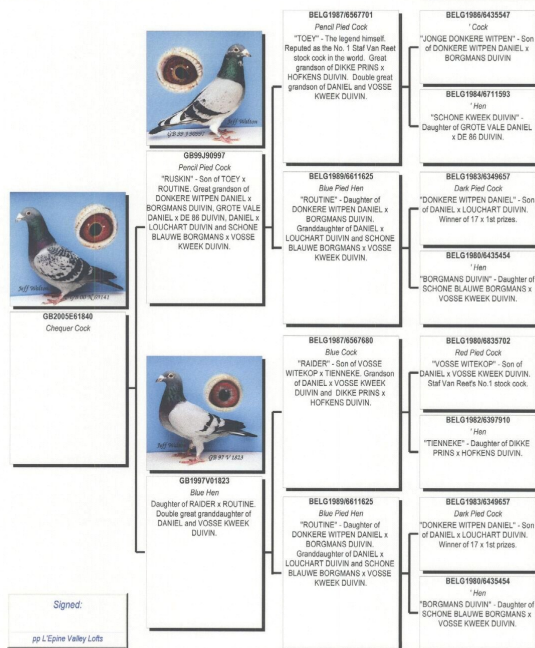 GB2005E61840
Chequer Cock
Signed:
pp L'Epine Valley Lofts
Jeff Walton
GB 99 J 90997
GB99J90997
Pencil Pied Cock
"RUSKIN" - Son of TOEY x
ROUTINE. Great grandson of
DONKERE WITPEN DANIEL x
BORGMANS DUIVIN, GROTE VALE
DANIEL x DE 86 DUIVIN, DANIEL x
LOUCHART DUIVIN and SCHONE
BLAUWE BORGMANS x VOSSE
KWEEK DUIVIN.
Jeff Walton
GB 97 V 1823
GB1997V01823
Blue Hen
Daughter of RAIDER x ROUTINE.
Double great granddaughter of
DANIEL and VOSSE KWEEK
DUIVIN.
BELG1987/6567701
Pencil Pied Cock
"TOEY" - The legend himself.
Reputed as the No. 1 Staf Van Reet
stock cock in the world. Great
grandson of DIKKE PRINS x
HOFKENS DUIVIN. Double great
grandson of DANIEL and VOSSE
KWEEK DUIVIN.
BELG1989/6611625
Blue Pied Hen
"ROUTINE" - Daughter of
DONKERE WITPEN DANIEL x
BORGMANS DUIVIN.
Granddaughter of DANIEL x
LOUCHART DUIVIN and SCHONE
BLAUWE BORGMANS x VOSSE
KWEEK DUIVIN.
BELG1987/6567680
Blue Cock
"RAIDER" - Son of VOSSE
WITEKOP x TIENNEKE. Grandson
of DANIEL x VOSSE KWEEK
DUIVIN and DIKKE PRINS x
HOFKENS DUIVIN.
BELG1989/6611625
Blue Pied Hen
"ROUTINE" - Daughter of
DONKERE WITPEN DANIEL x
BORGMANS DUIVIN.
Granddaughter of DANIEL x
LOUCHART DUIVIN and SCHONE
BLAUWE BORGMANS x VOSSE
KWEEK DUIVIN.
BELG1986/6435547
' Cock
"JONGE DONKERE WITPEN" - Son
of DONKERE WITPEN DANIEL x
BORGMANS DUIVIN
BELG1984/6711593
' Hen
"SCHONE KWEEK DUIVIN" -
Daughter of GROTE VALE DANIEL
x DE 86 DUIVIN.
BELG1983/6349657
Dark Pied Cock
"DONKERE WITPEN DANIEL" - Son
of DANIEL x LOUCHART DUIVIN.
Winner of 17 x 1st prizes.
BELG1980/6435454
' Hen
"BORGMANS DUIVIN" - Daughter of
SCHONE BLAUWE BORGMANS x
VOSSE KWEEK DUIVIN.
BELG1980/6835702
Red Pied Cock
"VOSSE WITEKOP" - Son of
DANIEL x VOSSE KWEEK DUIVIN.
Staf Van Reet's No.1 stock cock.
BELG1982/6397910
' Hen
"TIENNEKE" - Daughter of DIKKE
PRINS x HOFKENS DUIVIN.
BELG1983/6349657
Dark Pied Cock
"DONKERE WITPEN DANIEL" - Son
of DANIEL x LOUCHART DUIVIN.
Winner of 17 x 1st prizes.
BELG1980/6435454
' Hen
"BORGMANS DUIVIN" - Daughter of
SCHONE BLAUWE BORGMANS x
VOSSE KWEEK DUIVIN.